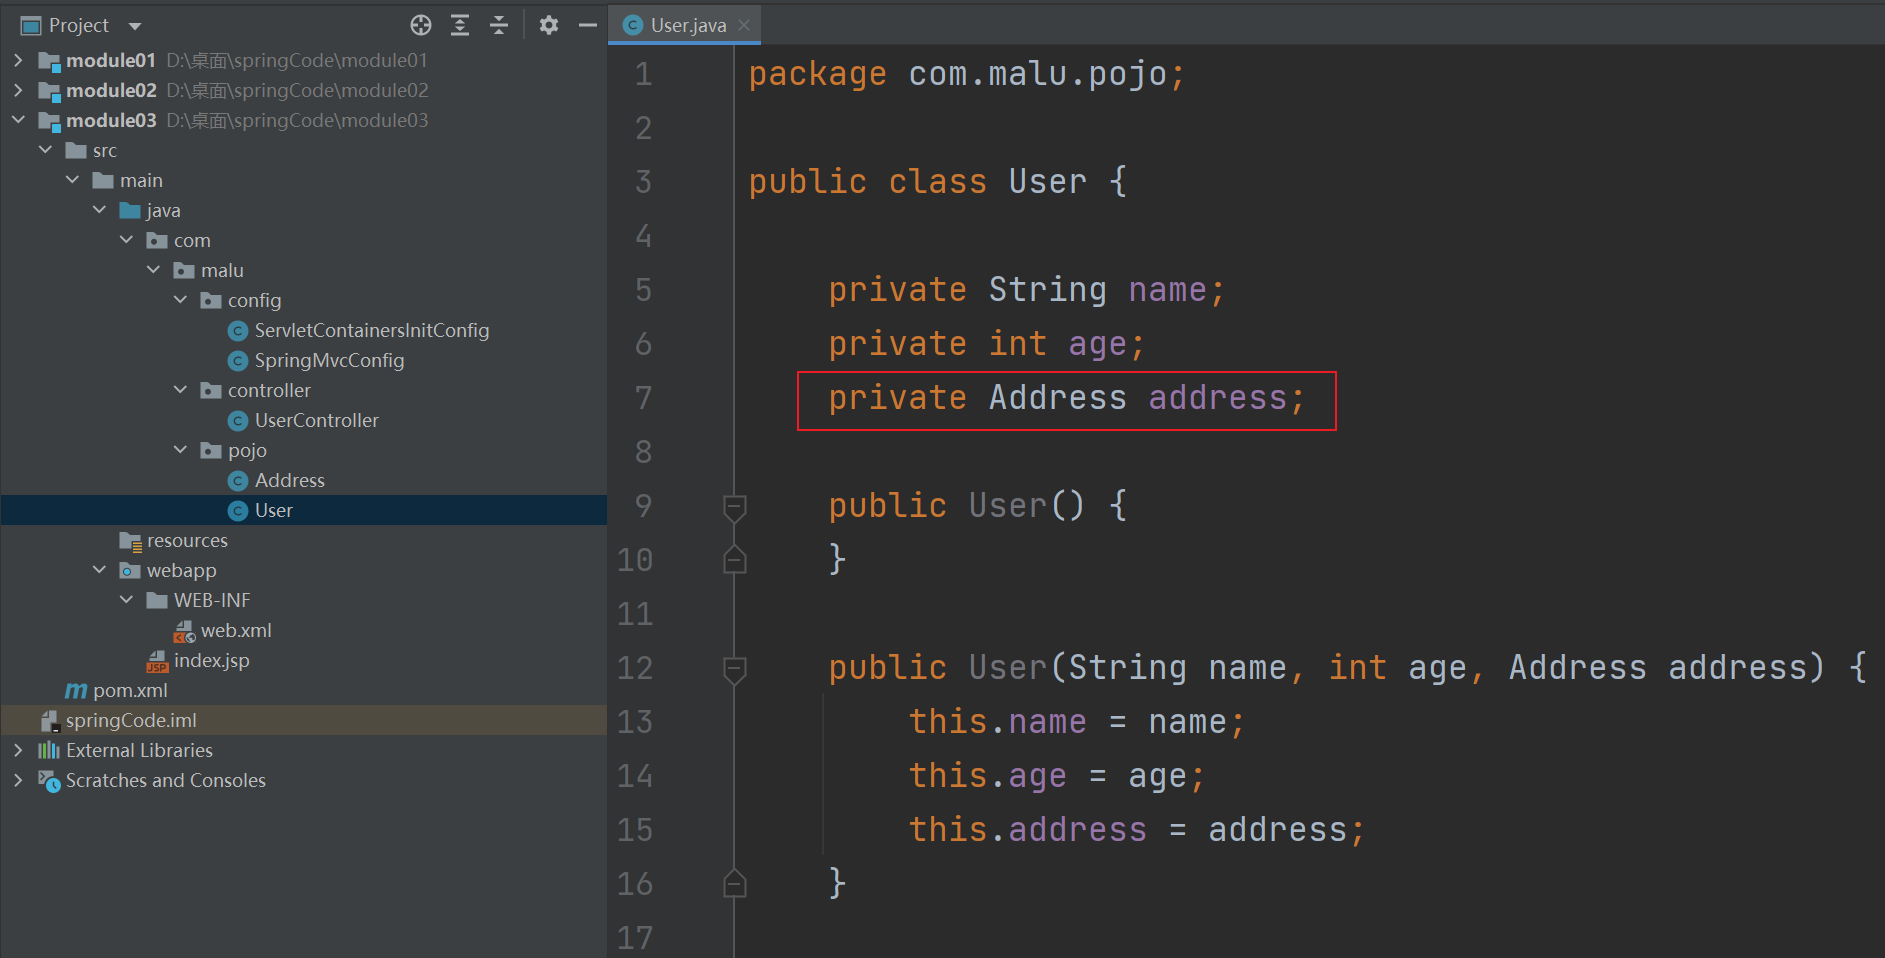 Project
module01 D:\桌面\springCode\module01
module02 D:\桌面\springCode\module02
module03 D:\桌面\springCode\module03
src
main
java
com
malu
config
ServletContainersInitConfig
SpringMvcConfig
controller
UserController
pojo
Address
User
resources
webapp
WEB-INF
web.xml
index.jsp
pom.xml
springCode.iml
External Libraries
Scratches and Consoles
User.java
1 package com.malu.pojo;
2
3 public class User {
4
5 private String name;
6 private int age;
7 private Address address;
8
9 public User() {
10 }
11
12 public User(String name, int age, Address address) {
13 this.name = name;
14 this.age = age;
15 this.address = address;
16 }
17